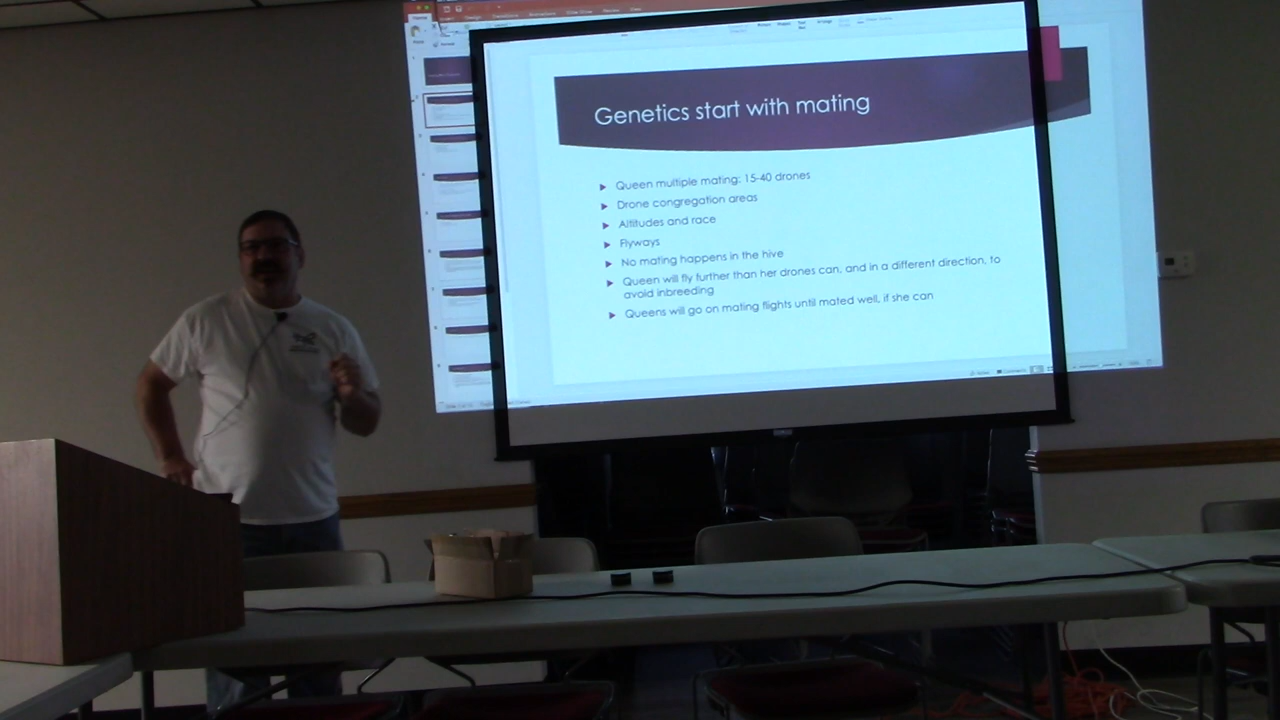 Genetics start with mating
Queen multiple mating: 15-40 drones
Drone congregation areas
Altitudes and race
Flyways
No mating happens in the hive
Queen will fly further than her drones can, and in a different direction, to
avoid inbreeding
Queens will go on mating flights until mated well, if she can